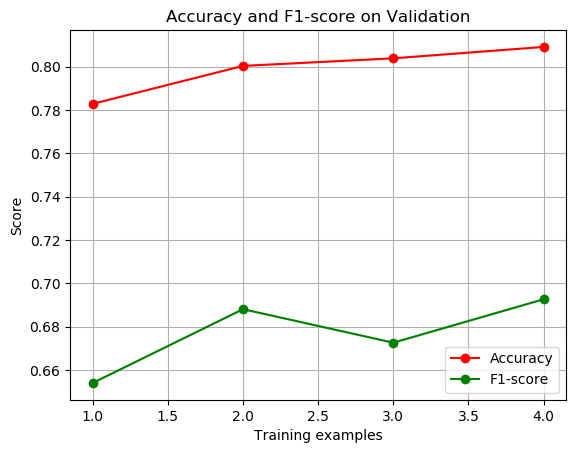 Accuracy and F1-score on Validation
Score
0.80
0.78
0.76
0.74
0.72
0.70
0.68
0.66
1.0 1.5 2.0 2.5 3.0 3.5 4.0
Training examples
Accuracy
F1-score